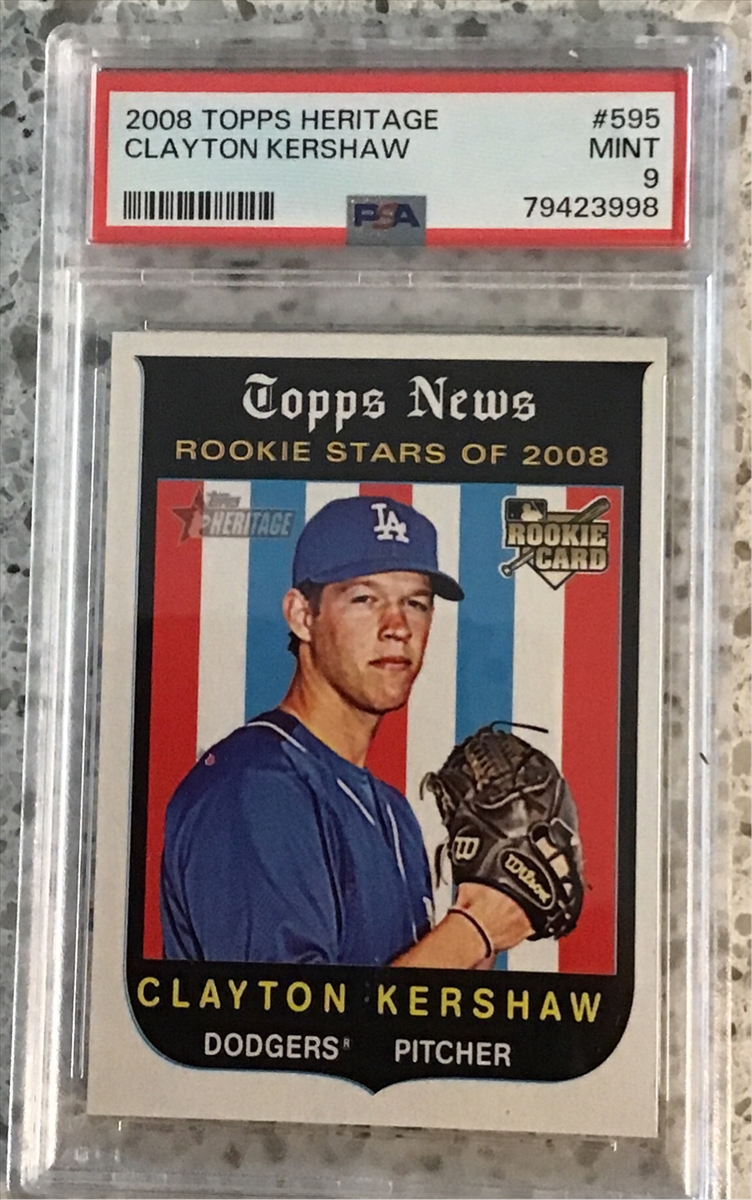 2008 TOPPS HERITAGE #595
CLAYTON KERSHAW MINT
9
PSA 79423998
Topps News
ROOKIE STARS OF 2008
Topps
HERITAGE
LA
ROOKIE
CARD
W
Wilson
CLAYTON KERSHAW
DODGERS® PITCHER